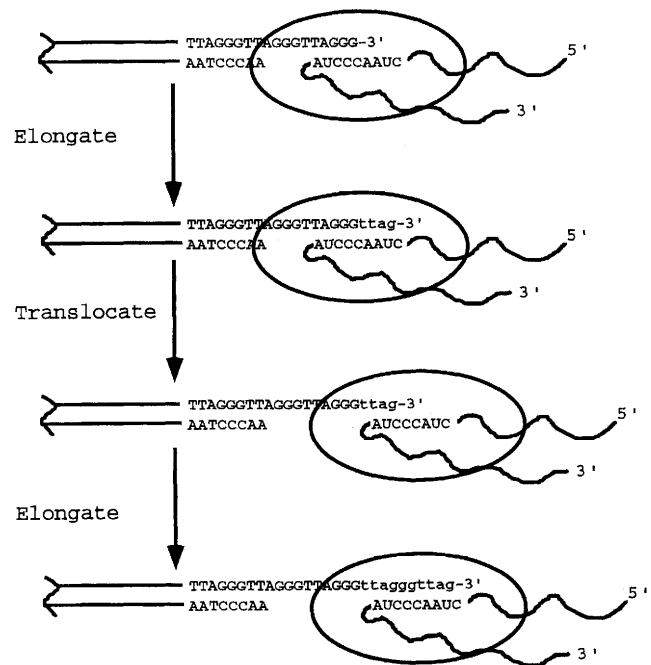 TTAGGGTTAGGGTTAGGG-3'
AATCCCAA AUCCCAAUC 5'
3'
Elongate
TTAGGGTTAGGGTTAGGGttag-3'
AATCCCAA AUCCCAAUC 5'
3'
Translocate
TTAGGGTTAGGGTTAGGGttag-3'
AATCCCAA AUCCCAUC 5'
3'
Elongate
TTAGGGTTAGGGTTAGGGttagggttag-3'
AATCCCAA AUCCCAAUC 5'
3'